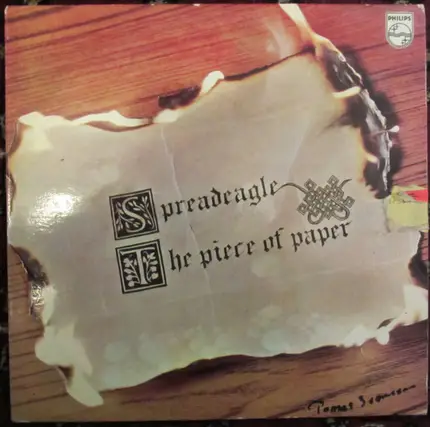 PHILIPS
Spreadeagle
The piece of paper